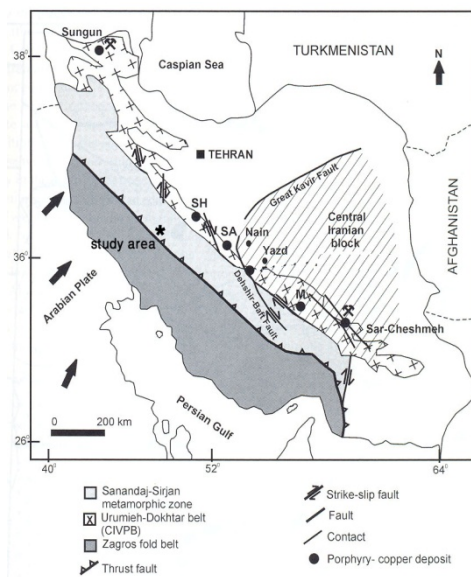 38°
Sungun
Caspian Sea
TURKMENISTAN
N
TEHRAN
Great Kavir Fault
SH
SA
Nain
Central
Iranian
block
AFGHANISTAN
36°
study area
*
Yazd
Dehshir-Baft Fault
M
Sar-Cheshmeh
Arabian Plate
0 200 km
Persian Gulf
26°
40° 52° 64°
Sanandaj-Sirjan
metamorphic zone
Urumieh-Dokhtar belt
(CIVPB)
Zagros fold belt
Thrust fault
Strike-slip fault
Fault
Contact
Porphyry- copper deposit